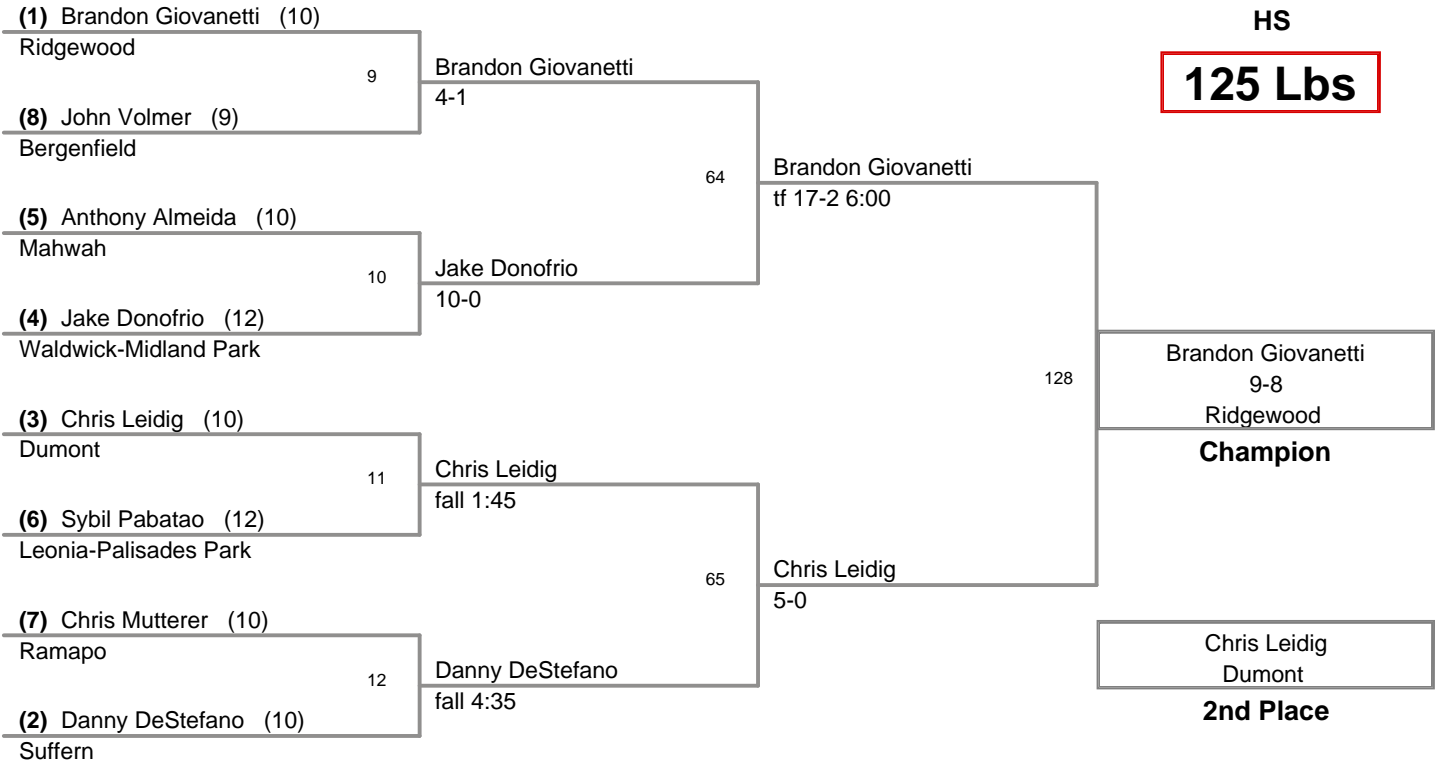 (1) Brandon Giovanetti (10)
Ridgewood
9
(8) John Volmer (9)
Bergenfield
(5) Anthony Almeida (10)
Mahwah
10
(4) Jake Donofrio (12)
Waldwick-Midland Park
(3) Chris Leidig (10)
Dumont
11
(6) Sybil Pabatao (12)
Leonia-Palisades Park
(7) Chris Mutterer (10)
Ramapo
12
(2) Danny DeStefano (10)
Suffern
Brandon Giovanetti
4-1
64
Jake Donofrio
10-0
Chris Leidig
fall 1:45
65
Danny DeStefano
fall 4:35
Brandon Giovanetti
tf 17-2 6:00
128
Chris Leidig
5-0
HS
125 Lbs
Brandon Giovanetti
9-8
Ridgewood
Champion
Chris Leidig
Dumont
2nd Place